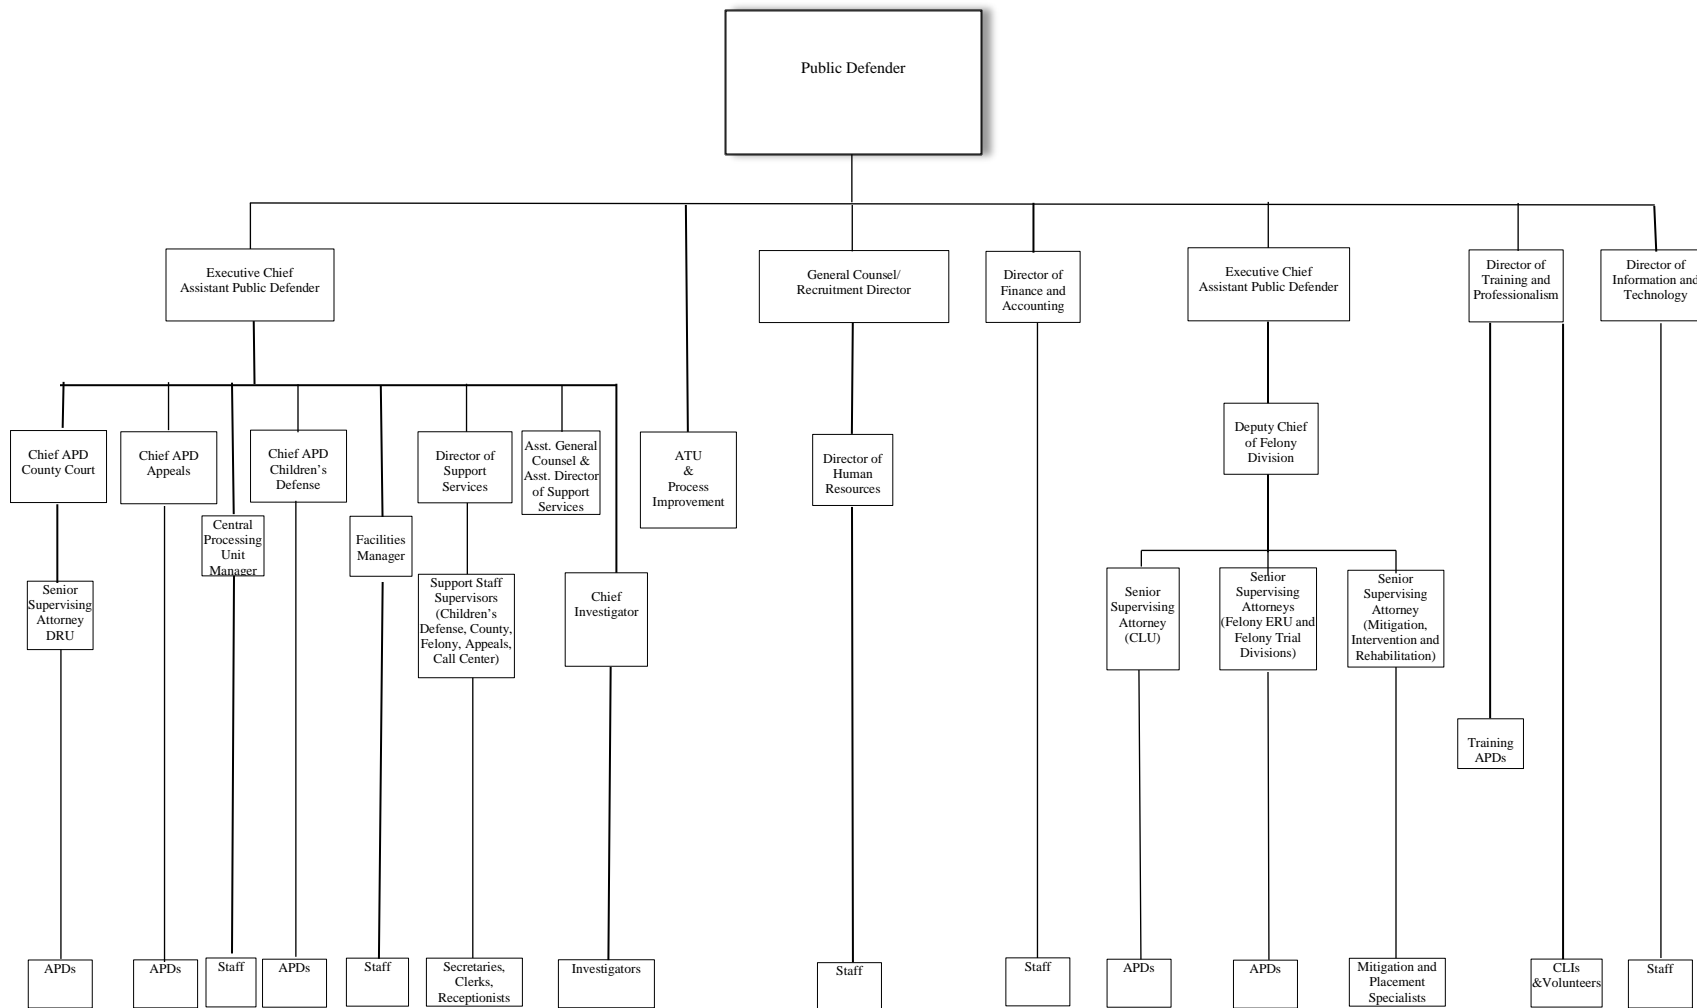 Public Defender
Executive Chief
Assistant Public Defender
General Counsel/
Recruitment Director
Director of
Finance and
Accounting
Executive Chief
Assistant Public Defender
Director of
Training and
Professionalism
Director of
Information and
Technology
Chief APD
County Court
Chief APD
Appeals
Chief APD
Children’s
Defense
Director of
Support
Services
Asst. General
Counsel &
Asst. Director
of Support
Services
ATU
&
Process
Improvement
Director of
Human
Resources
Deputy Chief
of Felony
Division
Central
Processing
Unit
Manager
Facilities
Manager
Senior
Supervising
Attorney
DRU
Support Staff
Supervisors
(Children’s
Defense, County,
Felony, Appeals,
Call Center)
Chief
Investigator
Senior
Supervising
Attorney
(CLU)
Senior
Supervising
Attorneys
(Felony ERU and
Felony Trial
Divisions)
Senior
Supervising
Attorney
(Mitigation,
Intervention and
Rehabilitation)
Training
APDs
APDs
APDs
Staff
APDs
Staff
Secretaries,
Clerks,
Receptionists
Investigators
Staff
Staff
APDs
APDs
Mitigation and
Placement
Specialists
CLIs
&Volunteers
Staff